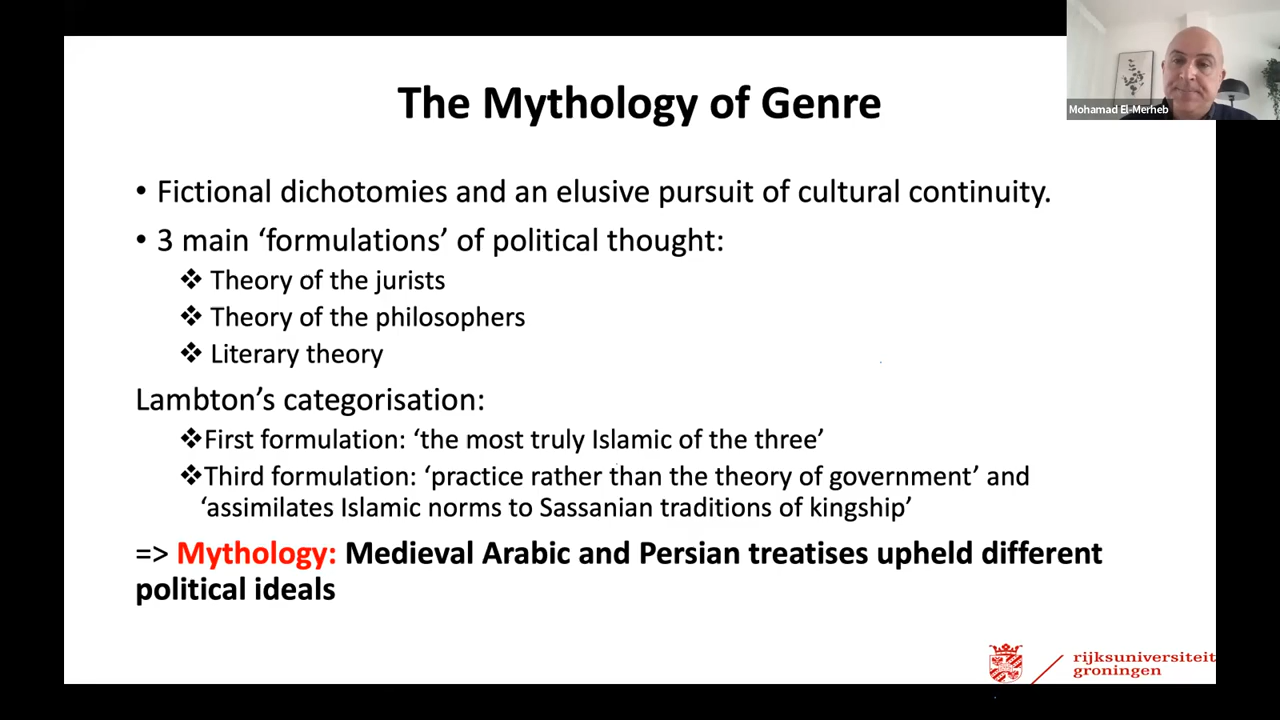 The Mythology of Genre
Mohamad El-Merheb
• Fictional dichotomies and an elusive pursuit of cultural continuity.
• 3 main ‘formulations’ of political thought:
❖ Theory of the jurists
❖ Theory of the philosophers
❖ Literary theory
Lambton’s categorisation:
❖First formulation: ‘the most truly Islamic of the three’
❖Third formulation: ‘practice rather than the theory of government’ and
‘assimilates Islamic norms to Sassanian traditions of kingship’
=> Mythology: Medieval Arabic and Persian treatises upheld different
political ideals
rijksuniversiteit
groningen